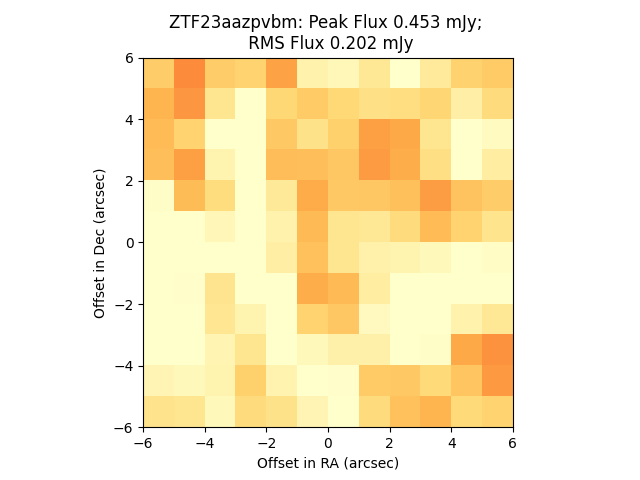 ZTF23aazpvbm: Peak Flux 0.453 mJy;
RMS Flux 0.202 mJy
6
4
2
0
−2
−4
−6
Offset in Dec (arcsec)
−6 −4 −2 0 2 4 6
Offset in RA (arcsec)